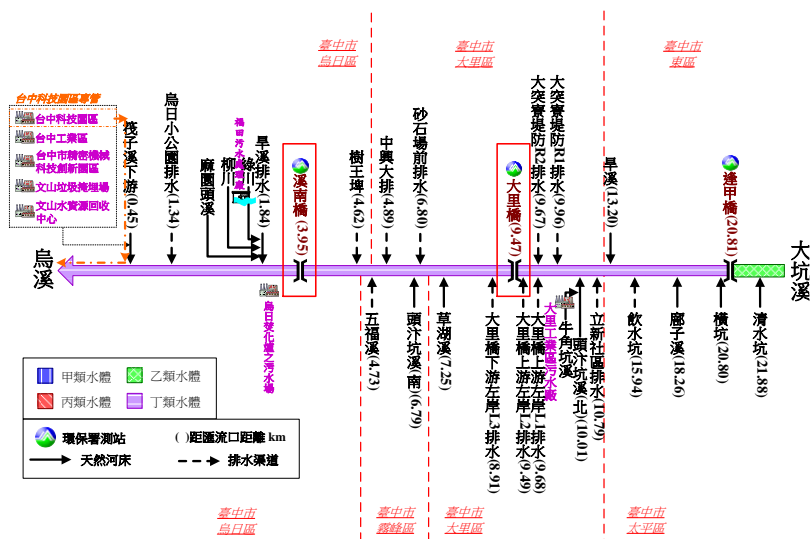 臺中市
烏日區
臺中市
大里區
臺中市
東區
台中科技園區專管
台中科技園區
台中工業區
台中市精密機械
科技創新園區
文山垃圾掩埋場
文山水資源回收
中心
筏子溪下游(0.45)
烏日小公園排水(1.34)
麻園頭溪
柳川
綠川
旱溪排水(1.84)
溪南橋(3.95)
樹王埤(4.62)
中興大排(4.89)
砂石場前排水(6.80)
大里橋(9.47)
大突寮堤防R2排水(9.67)
大突寮堤防R1排水(9.96)
旱溪(13.20)
逢甲橋(20.81)
烏溪
大坑溪
烏日焚化爐之污水場
五福溪(4.73)
頭汴坑溪(南)(6.79)
草湖溪(7.25)
大里橋下游左岸L3排水(8.91)
大里橋上游左岸L2排水(9.49)
大里橋上游左岸L1排水(9.68)
大里工業區污水廠
牛角坑溪
頭汴坑溪(北)(10.01)
立新社區排水(10.79)
飲水坑(15.94)
廍子溪(18.26)
橫坑(20.80)
清水坑(21.88)
甲類水體
乙類水體
丙類水體
丁類水體
環保署測站
( )距匯流口距離 km
天然河床
排水渠道
臺中市
烏日區
臺中市
霧峰區
臺中市
大里區
臺中市
太平區